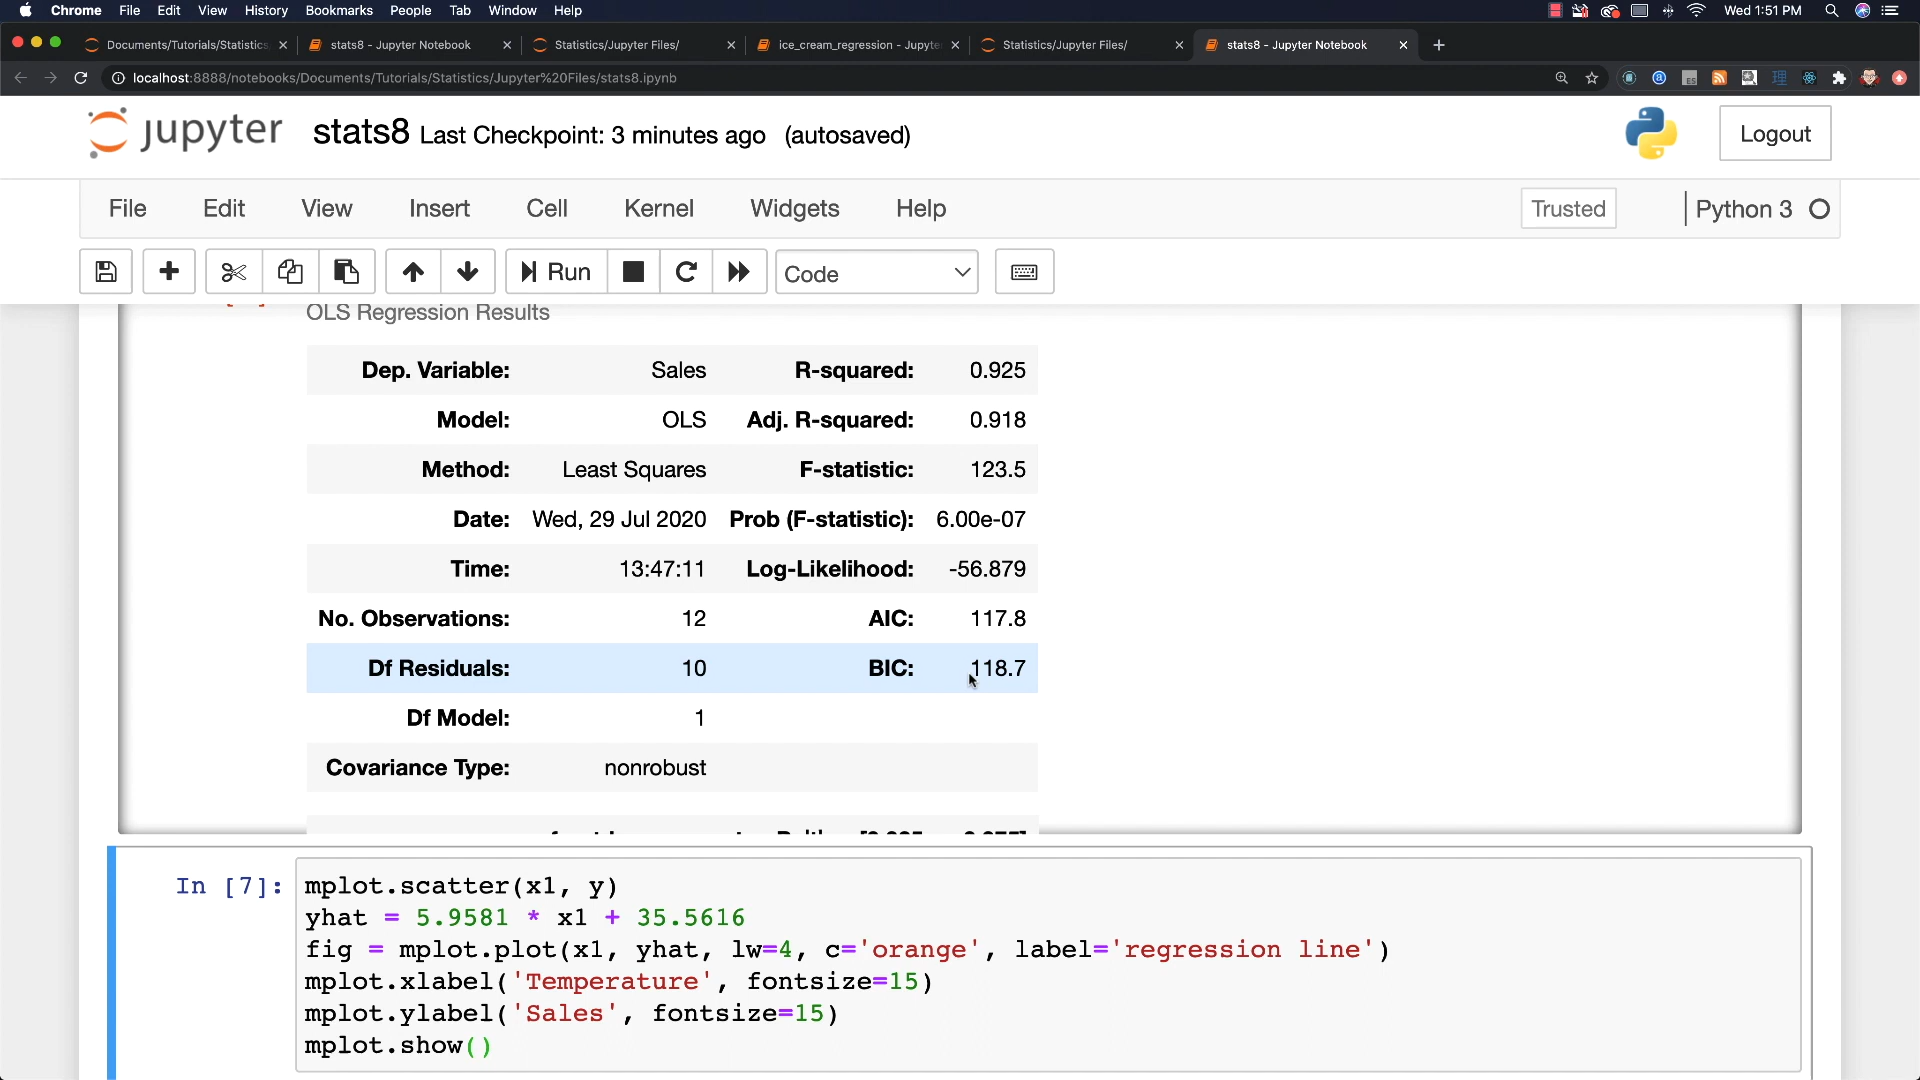 Chrome File Edit View History Bookmarks People Tab Window Help Wed 1:51 PM
Documents/Tutorials/Statistics stats8 - Jupyter Notebook Statistics/Jupyter Files/ ice_cream_regression - Jupyte Statistics/Jupyter Files/ stats8 - Jupyter Notebook
localhost:8888/notebooks/Documents/Tutorials/Statistics/Jupyter%20Files/stats8.ipynb
jupyter stats8 Last Checkpoint: 3 minutes ago (autosaved) Logout
File Edit View Insert Cell Kernel Widgets Help Trusted Python 3
Run Code
OLS Regression Results
Dep. Variable: Sales R-squared: 0.925
Model: OLS Adj. R-squared: 0.918
Method: Least Squares F-statistic: 123.5
Date: Wed, 29 Jul 2020 Prob (F-statistic): 6.00e-07
Time: 13:47:11 Log-Likelihood: -56.879
No. Observations: 12 AIC: 117.8
Df Residuals: 10 BIC: 118.7
Df Model: 1
Covariance Type: nonrobust
In [7]: mplot.scatter(x1, y)
yhat = 5.9581 * x1 + 35.5616
fig = mplot.plot(x1, yhat, lw=4, c='orange', label='regression line')
mplot.xlabel('Temperature', fontsize=15)
mplot.ylabel('Sales', fontsize=15)
mplot.show()